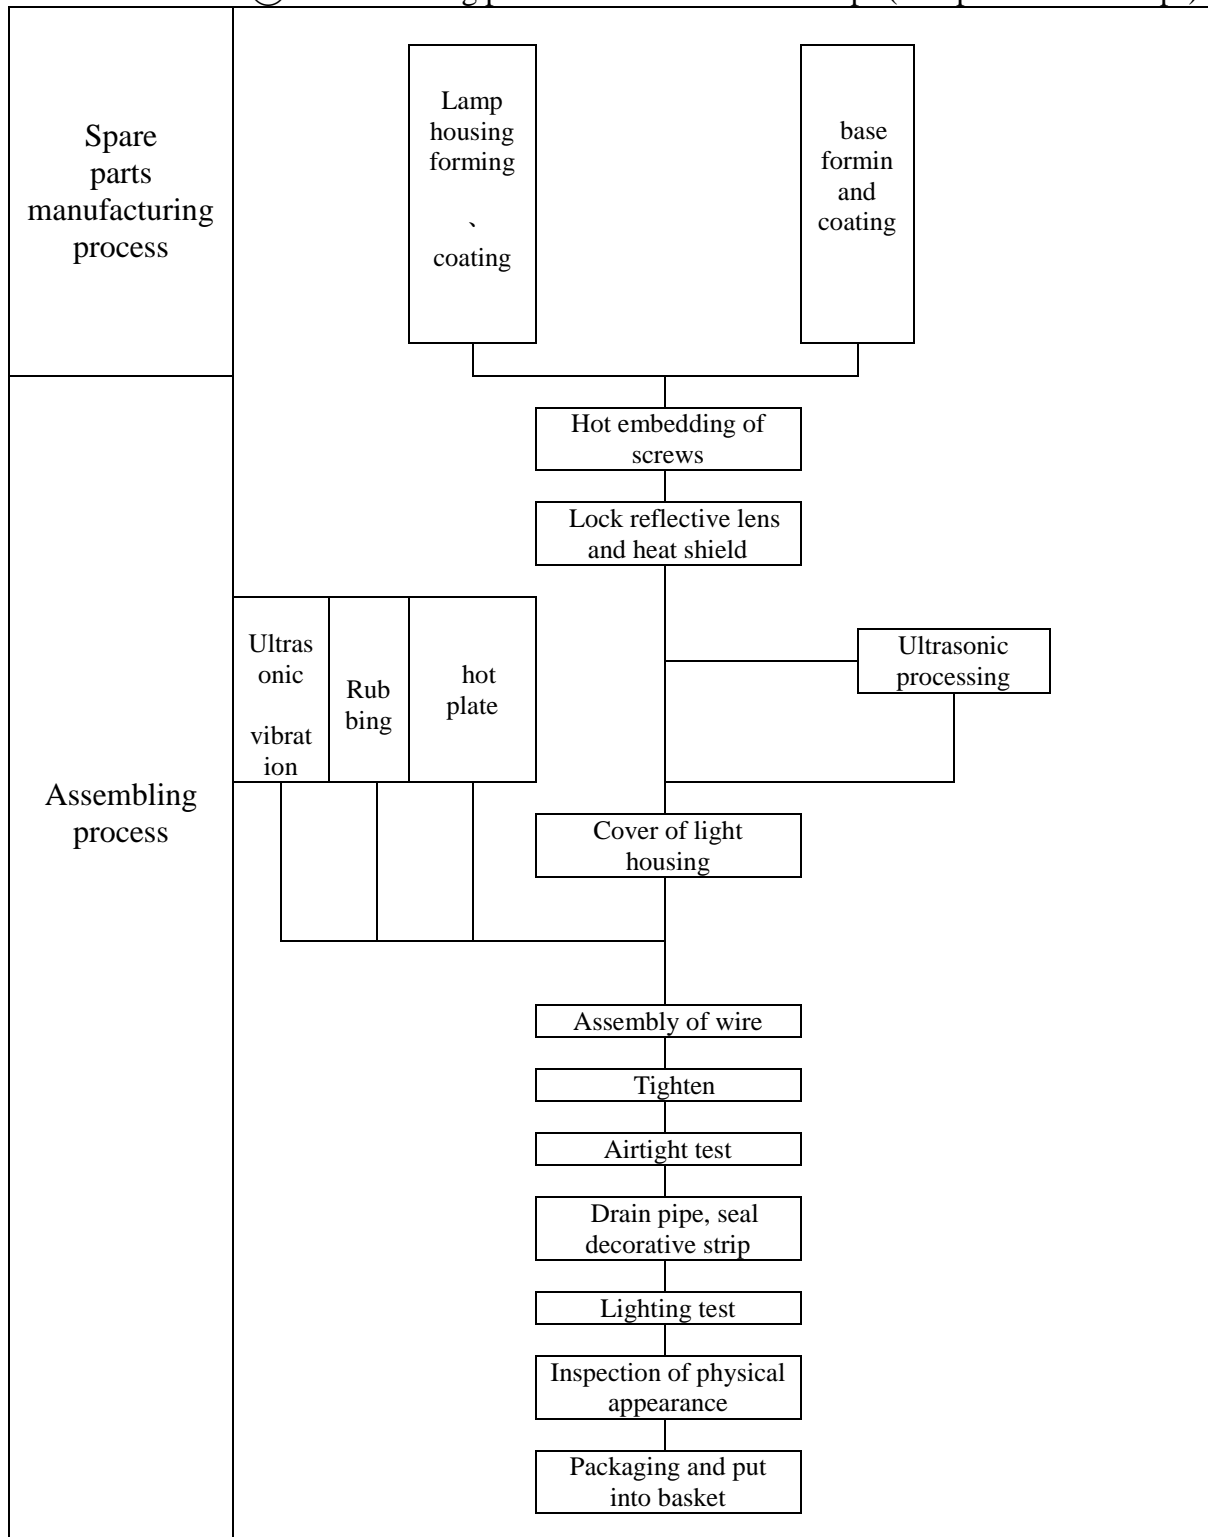 Spare
parts
manufacturing
process
Lamp
housing
forming
、
coating
base
formin
and
coating
Hot embedding of
screws
Lock reflective lens
and heat shield
Ultras
onic
vibrat
ion
Rub
bing
hot
plate
Ultrasonic
processing
Assembling
process
Cover of light
housing
Assembly of wire
Tighten
Airtight test
Drain pipe, seal
decorative strip
Lighting test
Inspection of physical
appearance
Packaging and put
into basket